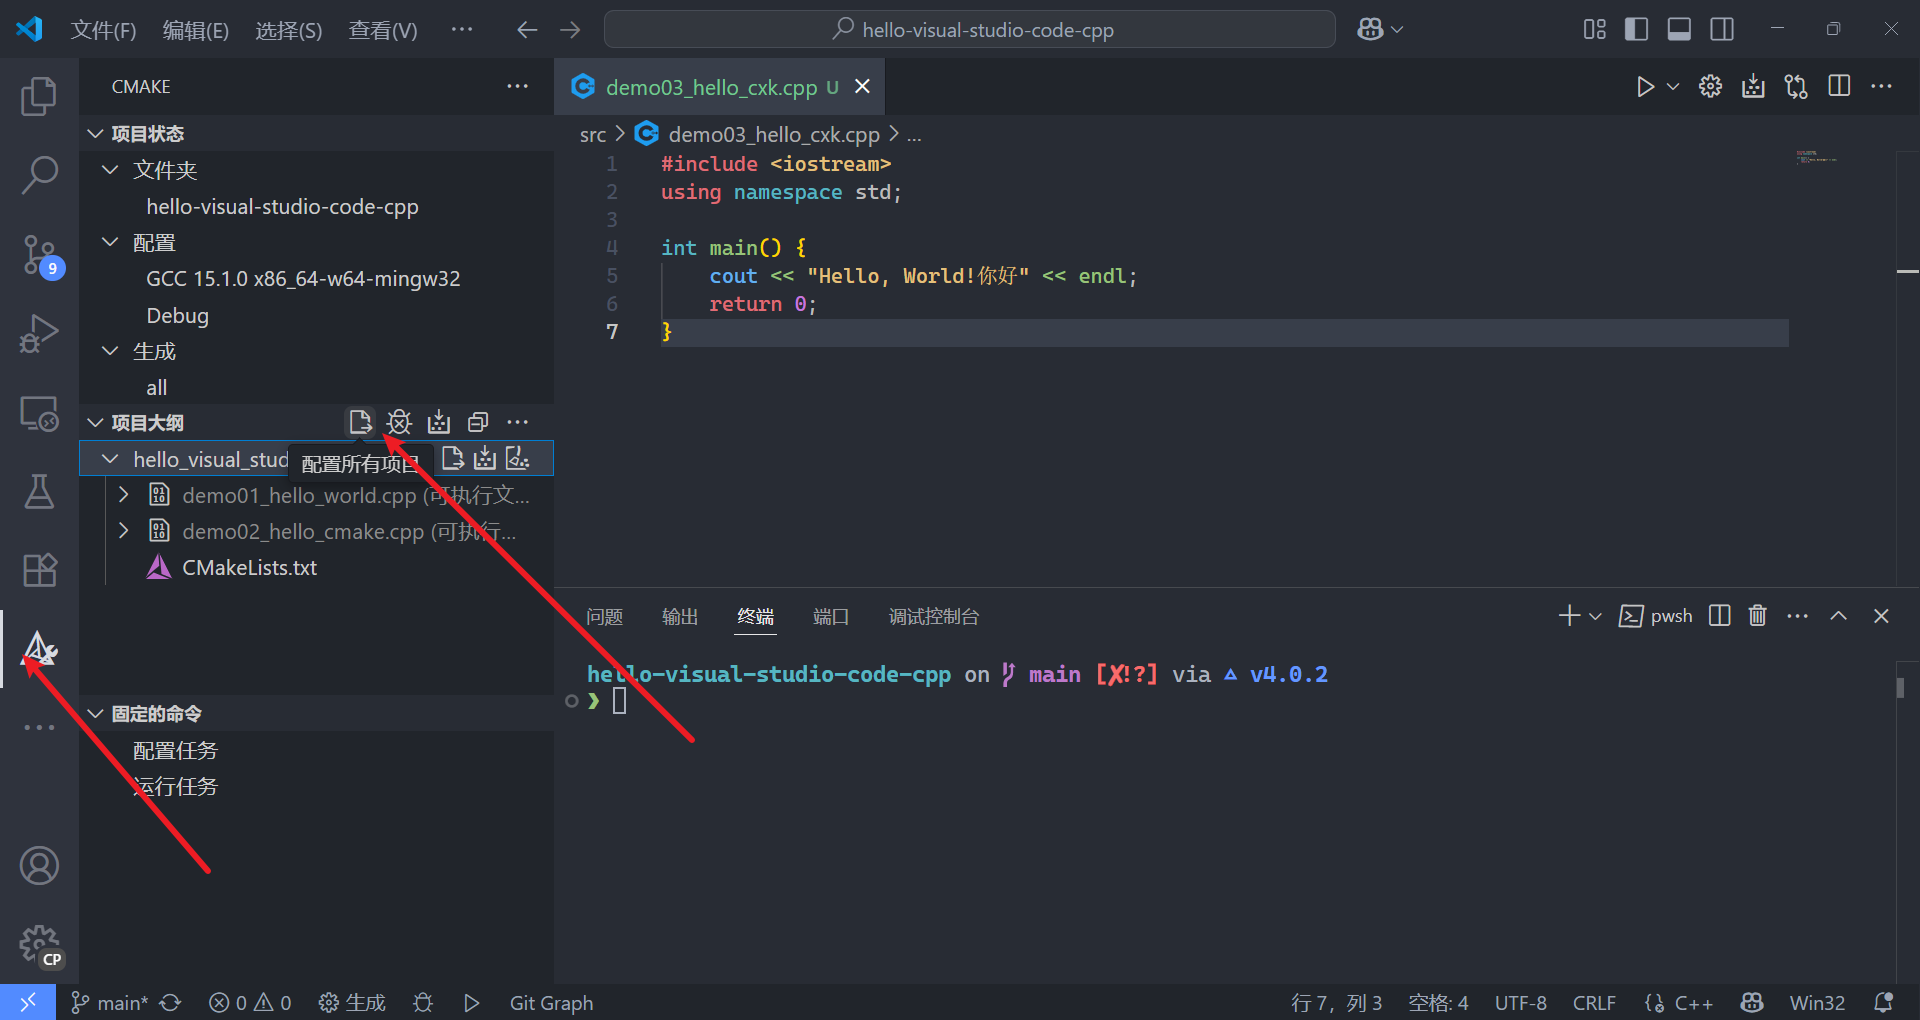 文件(F) 编辑(E) 选择(S) 查看(V) ··· hello-visual-studio-code-cpp
CMAKE
项目状态
文件夹
hello-visual-studio-code-cpp
配置
GCC 15.1.0 x86_64-w64-mingw32
Debug
生成
all
项目大纲
hello_visual_stud
配置所有项目
demo01_hello_world.cpp (可执行文...
demo02_hello_cmake.cpp (可执行...
CMakeLists.txt
固定的命令
配置任务
运行任务
9
CP
demo03_hello_cxk.cpp U
src > demo03_hello_cxk.cpp > ...
1 #include <iostream>
2 using namespace std;
3
4 int main() {
5 cout << "Hello, World!你好" << endl;
6 return 0;
7 }
问题 输出 终端 端口 调试控制台 pwsh
hello-visual-studio-code-cpp on main [✗!?] via △ v4.0.2
❯
main* 0 0 生成 Git Graph 行 7，列 3 空格: 4 UTF-8 CRLF C++ Win32